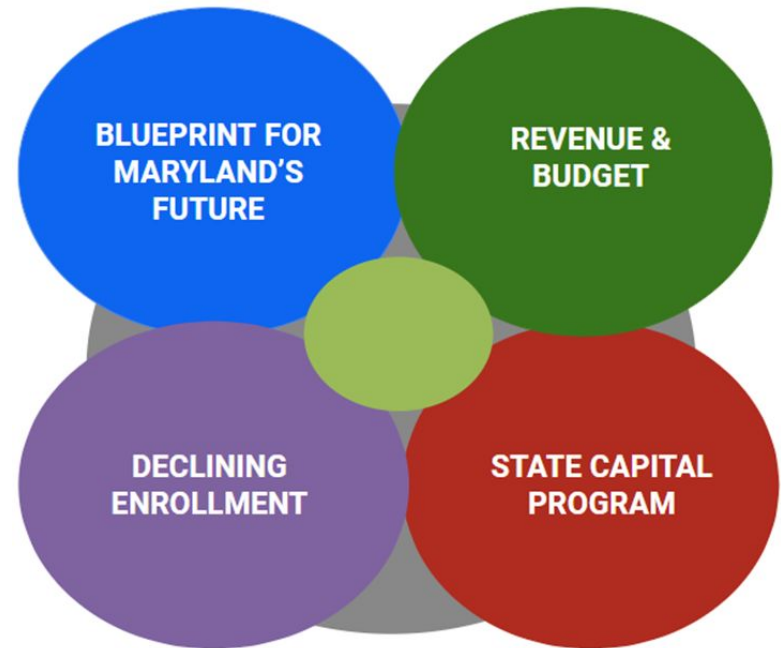 BLUEPRINT FOR
MARYLAND’S
FUTURE
REVENUE &
BUDGET
DECLINING
ENROLLMENT
STATE CAPITAL
PROGRAM